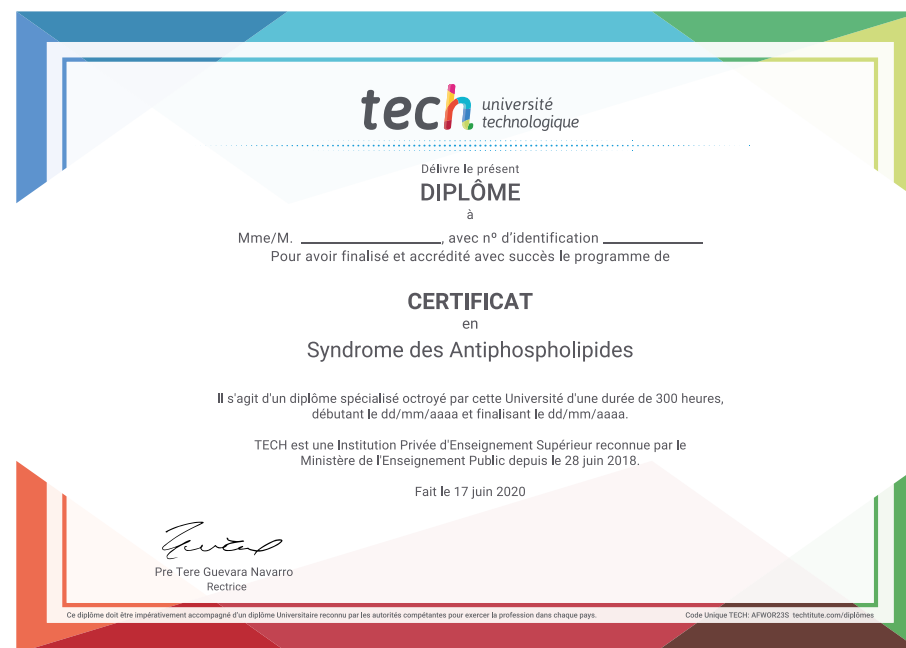 tech université
technologique
Délivre le présent
DIPLÔME
à
Mme/M. ____________________, avec nº d'identification ______________
Pour avoir finalisé et accrédité avec succès le programme de
CERTIFICAT
en
Syndrome des Antiphospholipides
Il s'agit d'un diplôme spécialisé octroyé par cette Université d'une durée de 300 heures,
débutant le dd/mm/aaaa et finalisant le dd/mm/aaaa.
TECH est une Institution Privée d'Enseignement Supérieur reconnue par le
Ministère de l'Enseignement Public depuis le 28 juin 2018.
Fait le 17 juin 2020
Pre Tere Guevara Navarro
Rectrice
Ce diplôme doit être impérativement accompagné d'un diplôme Universitaire reconnu par les autorités compétantes pour exercer la profession dans chaque pays. Code Unique TECH: AFWOR23S techtitute.com/diplômes